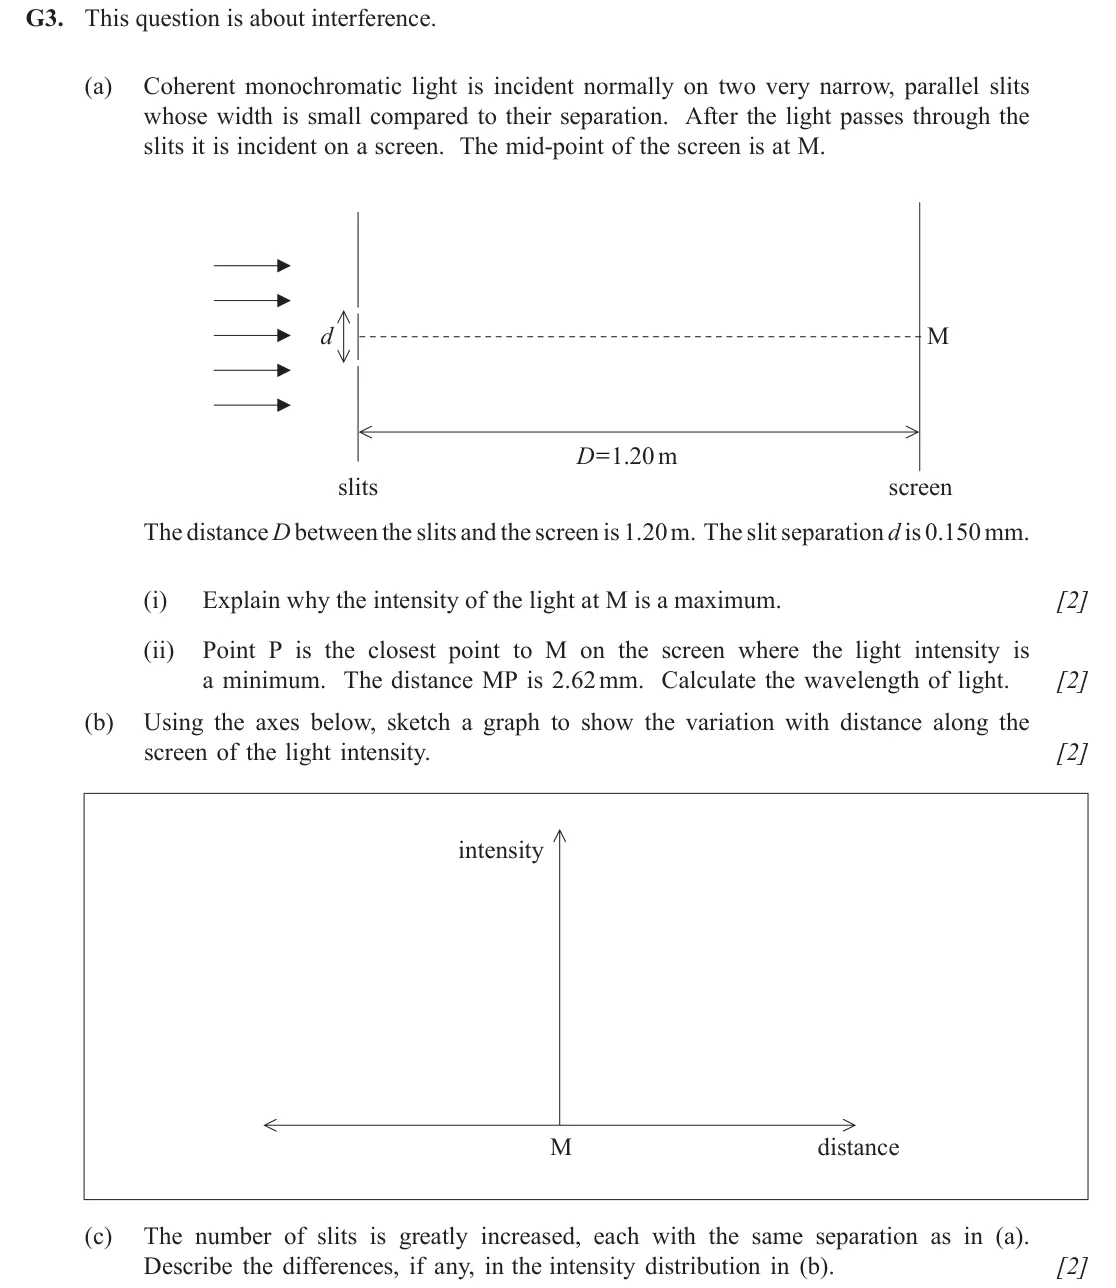 G3. This question is about interference.
(a) Coherent monochromatic light is incident normally on two very narrow, parallel slits
whose width is small compared to their separation. After the light passes through the
slits it is incident on a screen. The mid-point of the screen is at M.
d
M
D=1.20 m
slits
screen
The distance D between the slits and the screen is 1.20 m. The slit separation d is 0.150 mm.
(i) Explain why the intensity of the light at M is a maximum. [2]
(ii) Point P is the closest point to M on the screen where the light intensity is
a minimum. The distance MP is 2.62 mm. Calculate the wavelength of light. [2]
(b) Using the axes below, sketch a graph to show the variation with distance along the
screen of the light intensity. [2]
intensity
M
distance
(c) The number of slits is greatly increased, each with the same separation as in (a).
Describe the differences, if any, in the intensity distribution in (b). [2]